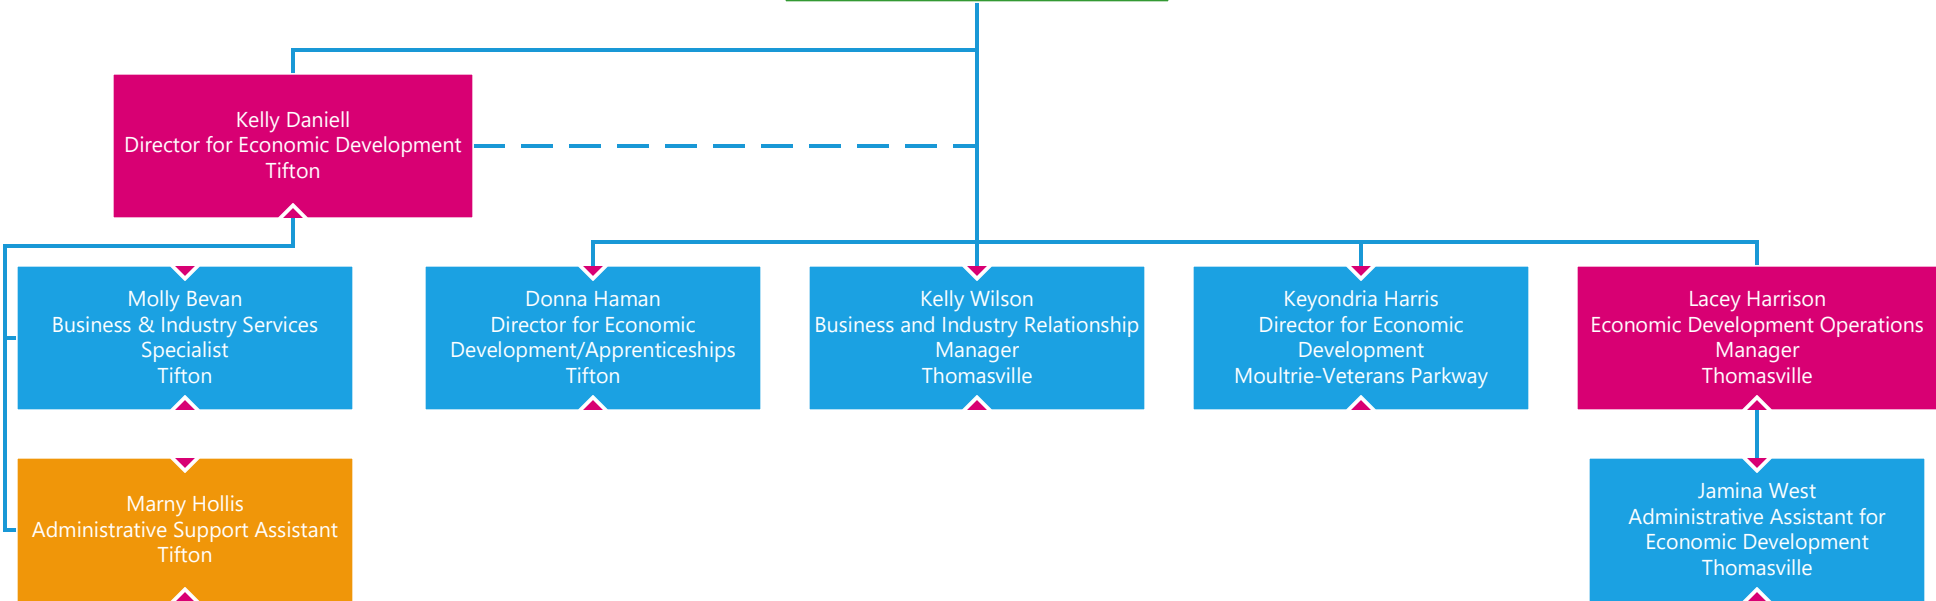 Kelly Daniell
Director for Economic Development
Tifton
Molly Bevan
Business & Industry Services
Specialist
Tifton
Donna Haman
Director for Economic
Development/Apprenticeships
Tifton
Kelly Wilson
Business and Industry Relationship
Manager
Thomasville
Keyondria Harris
Director for Economic
Development
Moultrie-Veterans Parkway
Lacey Harrison
Economic Development Operations
Manager
Thomasville
Marny Hollis
Administrative Support Assistant
Tifton
Jamina West
Administrative Assistant for
Economic Development
Thomasville